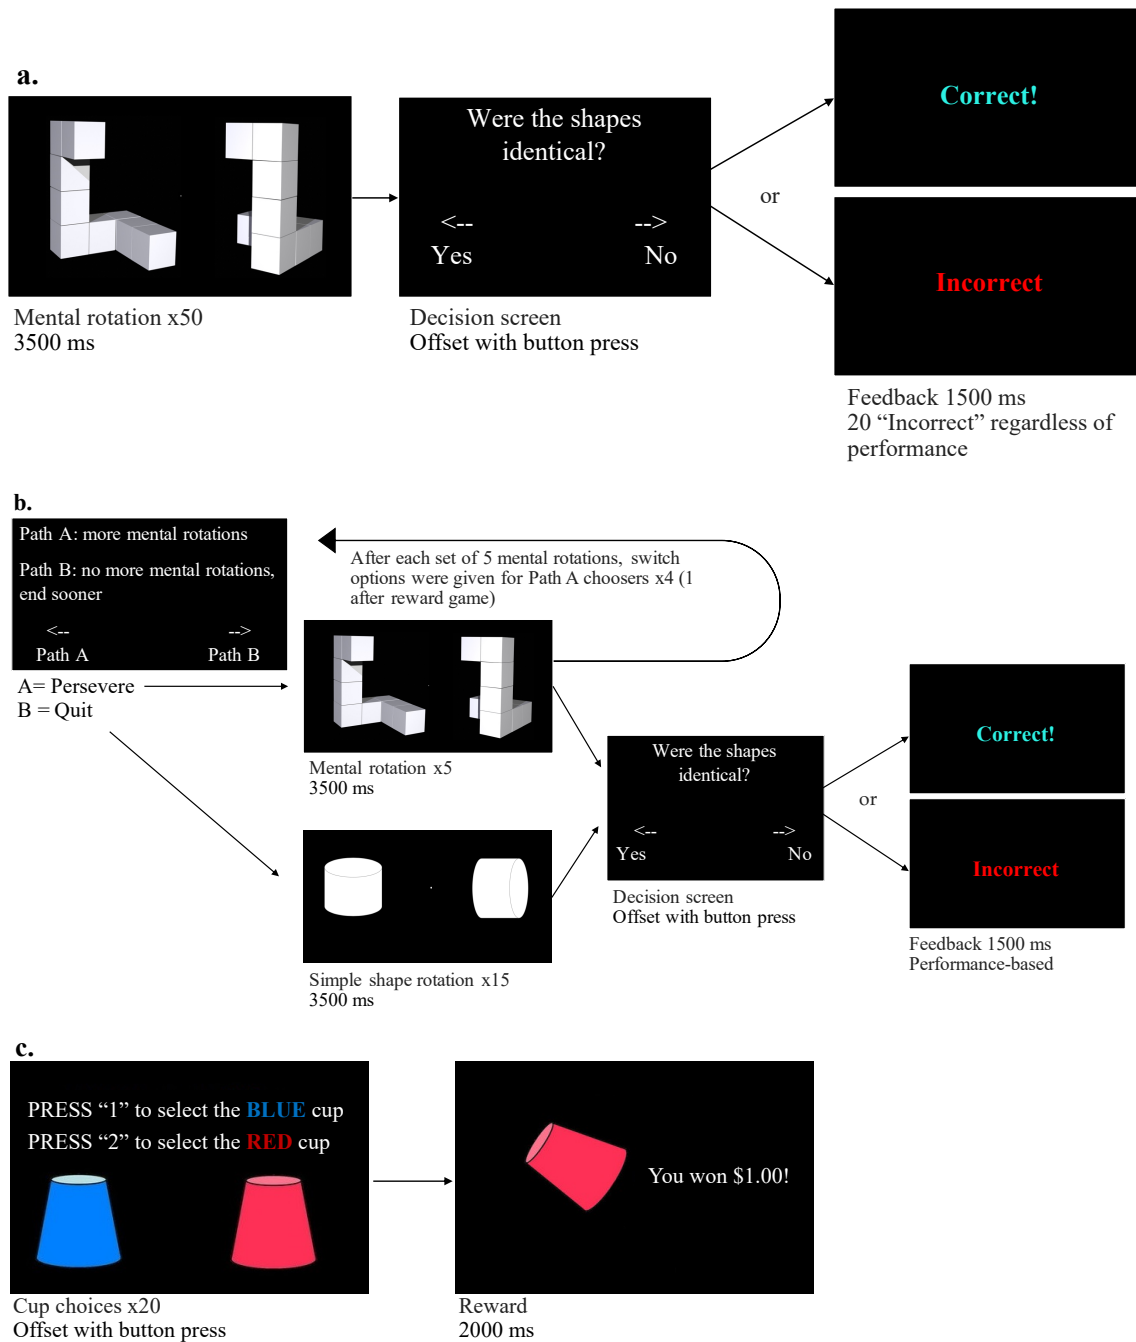 a.
Were the shapes
identical?
<-- -->
Yes No
Correct!
or
Incorrect
Mental rotation x50
3500 ms
Decision screen
Offset with button press
Feedback 1500 ms
20 “Incorrect” regardless of
performance
b.
Path A: more mental rotations
Path B: no more mental rotations,
end sooner
<-- -->
Path A Path B
A= Persevere
B = Quit
After each set of 5 mental rotations, switch
options were given for Path A choosers x4 (1
after reward game)
Mental rotation x5
3500 ms
Simple shape rotation x15
3500 ms
Were the shapes
identical?
<-- -->
Yes No
Decision screen
Offset with button press
Correct!
or
Incorrect
Feedback 1500 ms
Performance-based
c.
PRESS “1” to select the BLUE cup
PRESS “2” to select the RED cup
Cup choices x20
Offset with button press
You won $1.00!
Reward
2000 ms